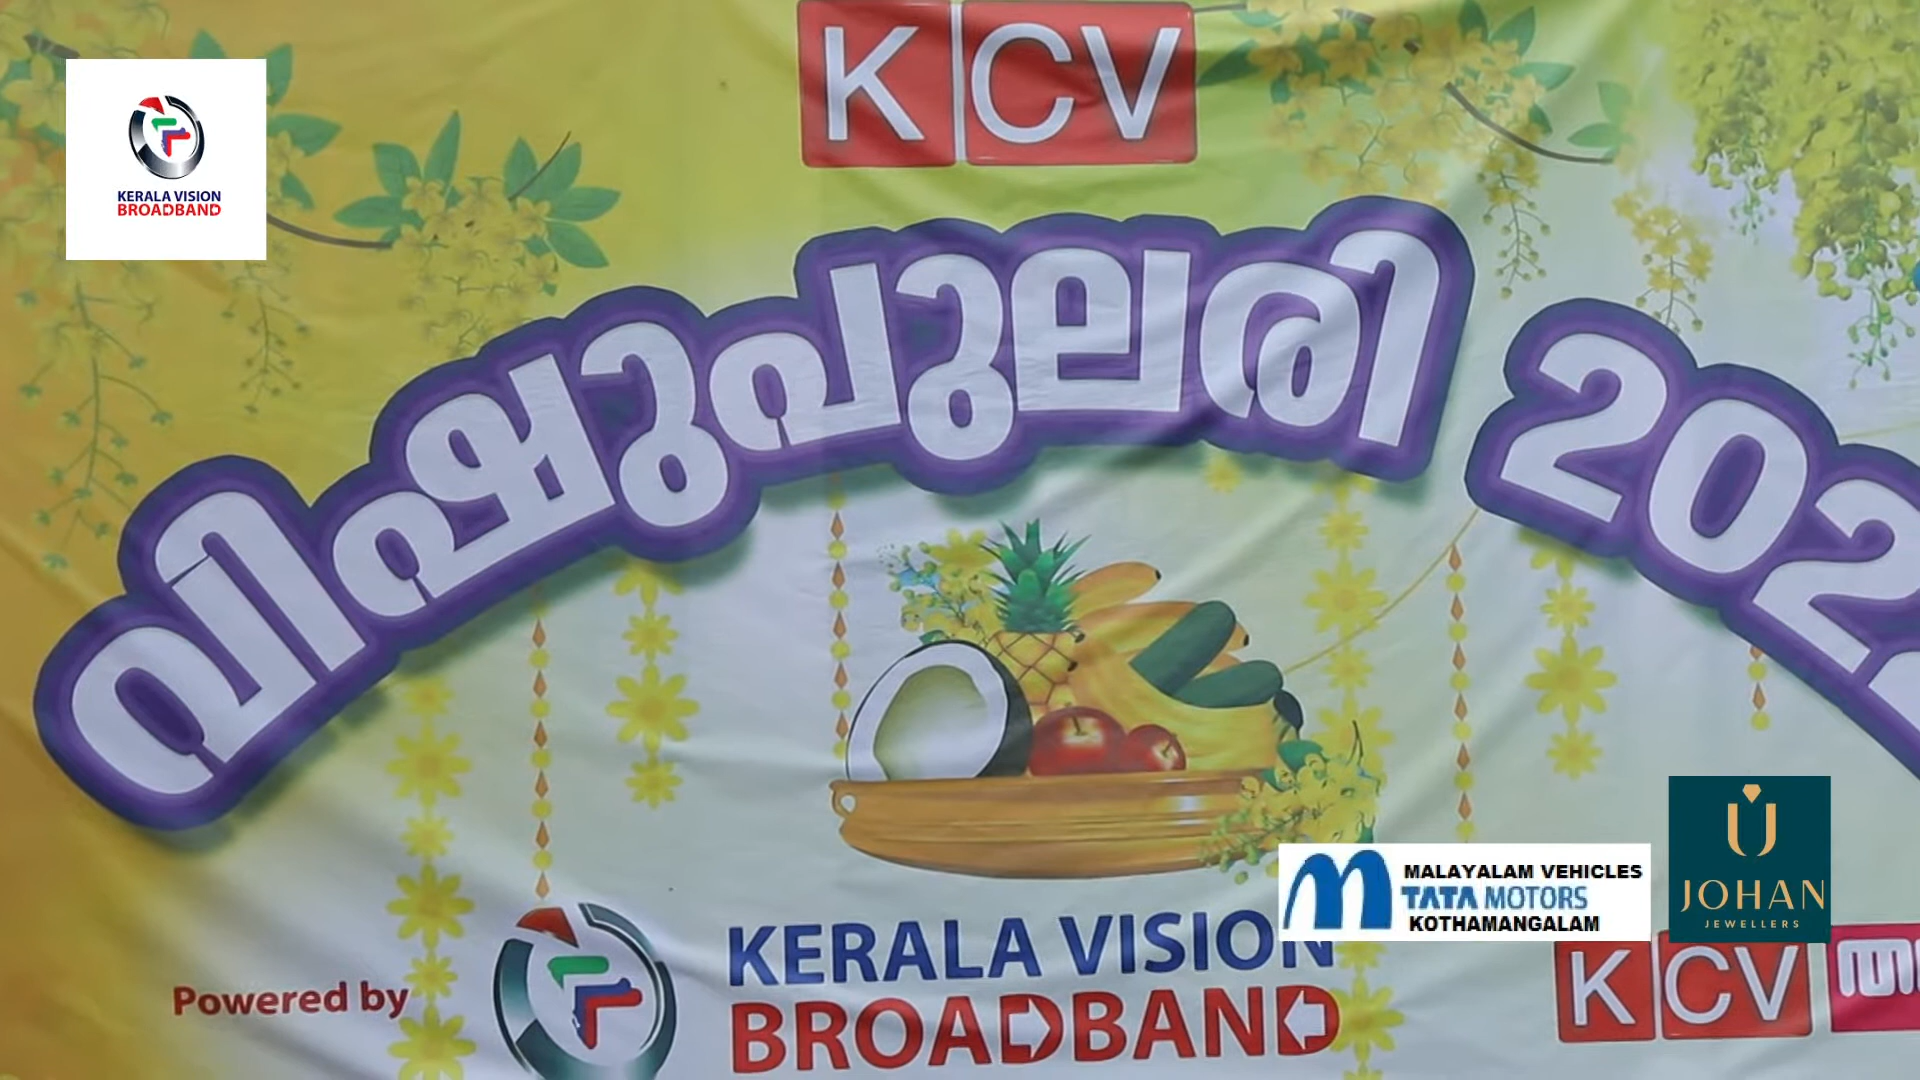 KCV
KERALA VISION
BROADBAND
വിഷുപുലരി 202
MALAYALAM VEHICLES
TATA MOTORS
KOTHAMANGALAM
JOHAN
JEWELLERS
Powered by
KERALA VISION
BROADBAND
KCV